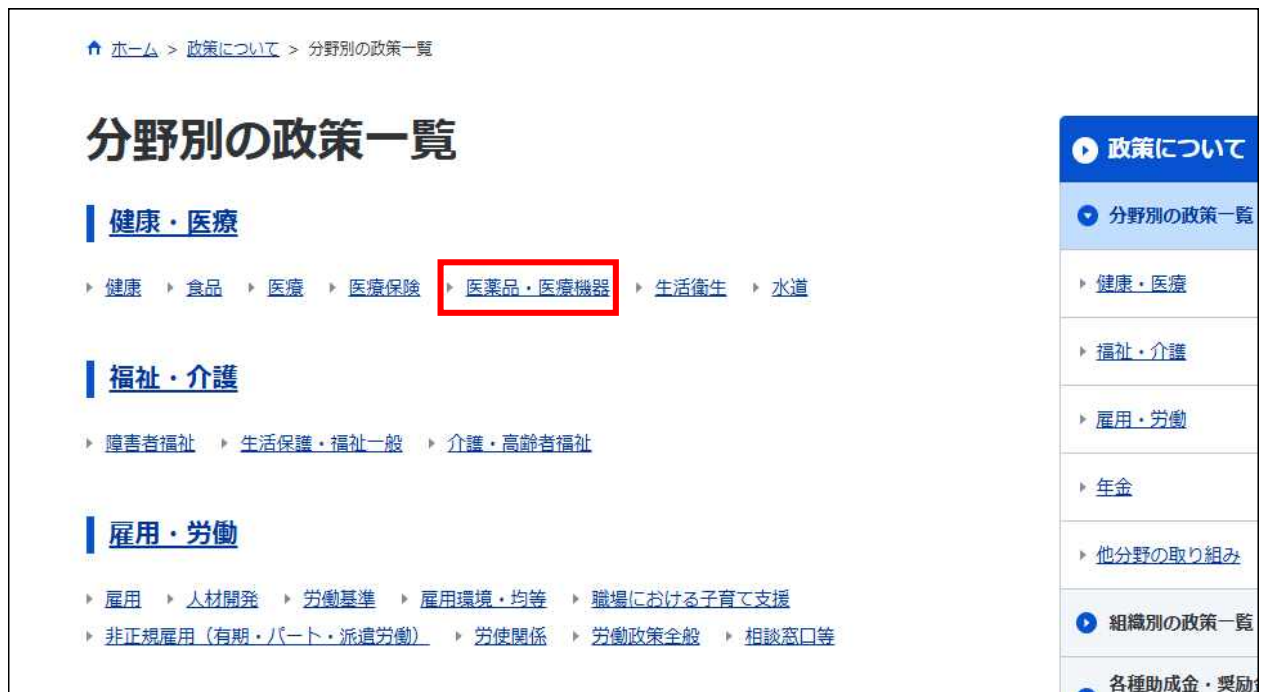 ホーム > 政策について > 分野別の政策一覧
分野別の政策一覧
健康・医療
健康 食品 医療 医療保険 医薬品・医療機器 生活衛生 水道
福祉・介護
障害者福祉 生活保護・福祉一般 介護・高齢者福祉
雇用・労働
雇用 人材開発 労働基準 雇用環境・均等 職場における子育て支援
非正規雇用（有期・パート・派遣労働） 労使関係 労働政策全般 相談窓口等
政策について
分野別の政策一覧
健康・医療
福祉・介護
雇用・労働
年金
他分野の取り組み
組織別の政策一覧
各種助成金・奨励